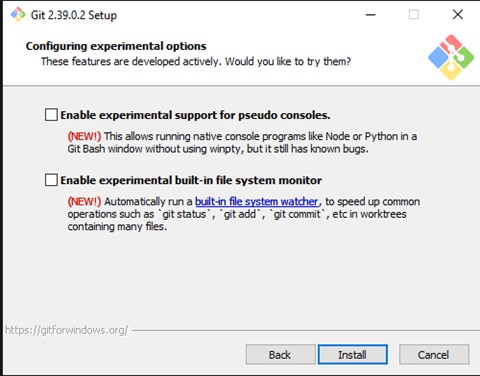 Git 2.39.0.2 Setup
Configuring experimental options
These features are developed actively. Would you like to try them?
Enable experimental support for pseudo consoles.
(NEW!) This allows running native console programs like Node or Python in a
Git Bash window without using winpty, but it still has known bugs.
Enable experimental built-in file system monitor
(NEW!) Automatically run a built-in file system watcher, to speed up common
operations such as `git status`, `git add`, `git commit`, etc in worktrees
containing many files.
https://gitforwindows.org/
Back Install Cancel